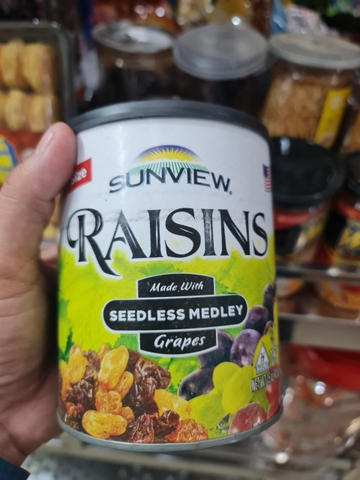 SUNVIEW
RAISINS
Made With
SEEDLESS MEDLEY
Grapes